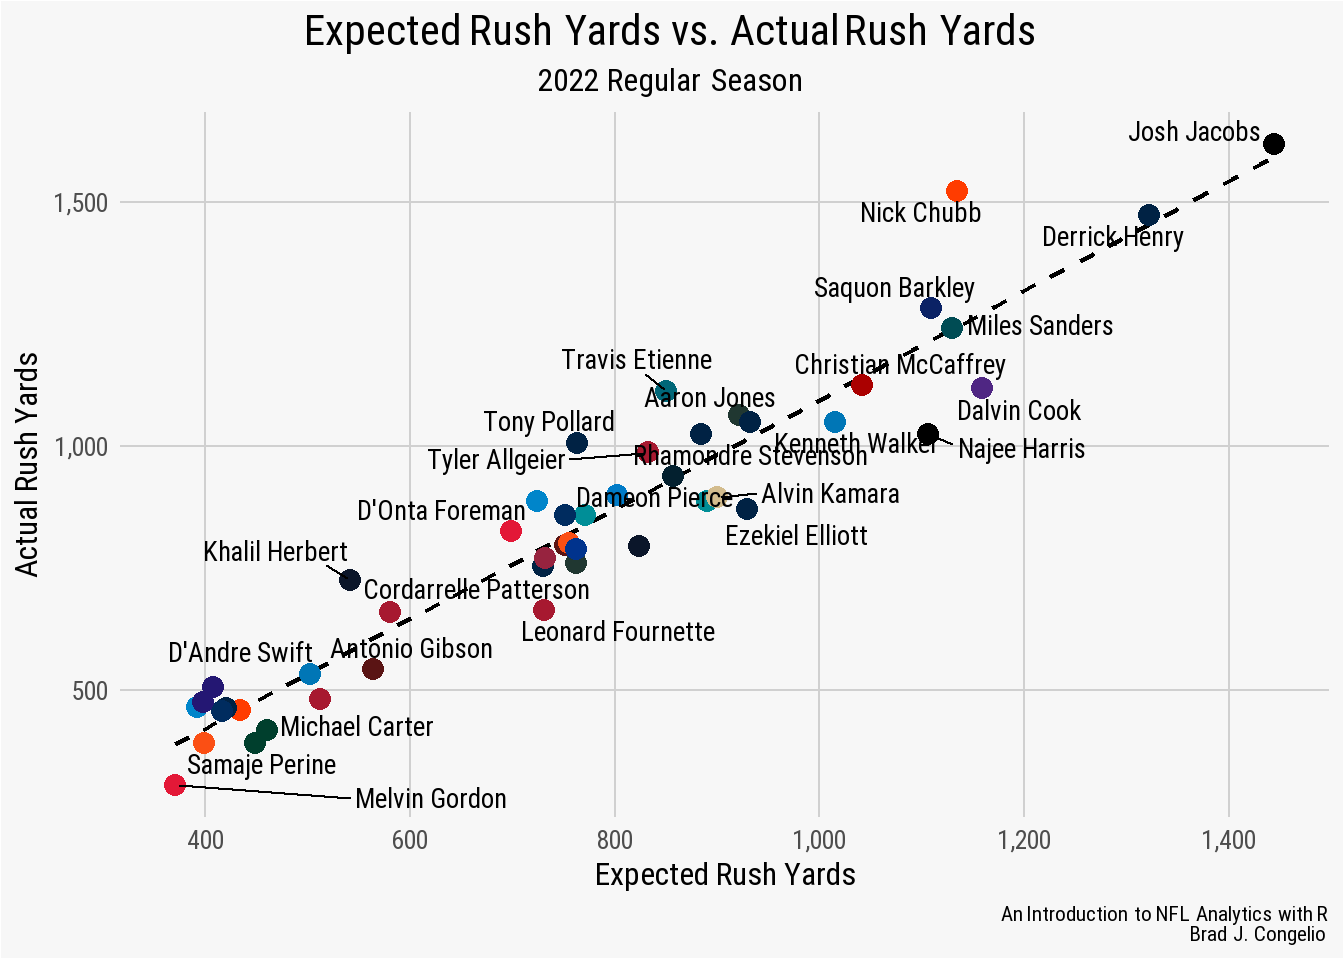 Expected Rush Yards vs. Actual Rush Yards
2022 Regular Season
Josh Jacobs
1,500
Nick Chubb
Derrick Henry
Saquon Barkley
Miles Sanders
Travis Etienne
Christian McCaffrey
Aaron Jones
Dalvin Cook
Tony Pollard
1,000
Kenneth Walker
Najee Harris
Tyler Allgeier
Rhamondre Stevenson
Dameon Pierce
Alvin Kamara
D'Onta Foreman
Ezekiel Elliott
Khalil Herbert
Cordarrelle Patterson
Leonard Fournette
D'Andre Swift
Antonio Gibson
500
Michael Carter
Samaje Perine
Melvin Gordon
Actual Rush Yards
400 600 800 1,000 1,200 1,400
Expected Rush Yards
An Introduction to NFL Analytics with R
Brad J. Congelio